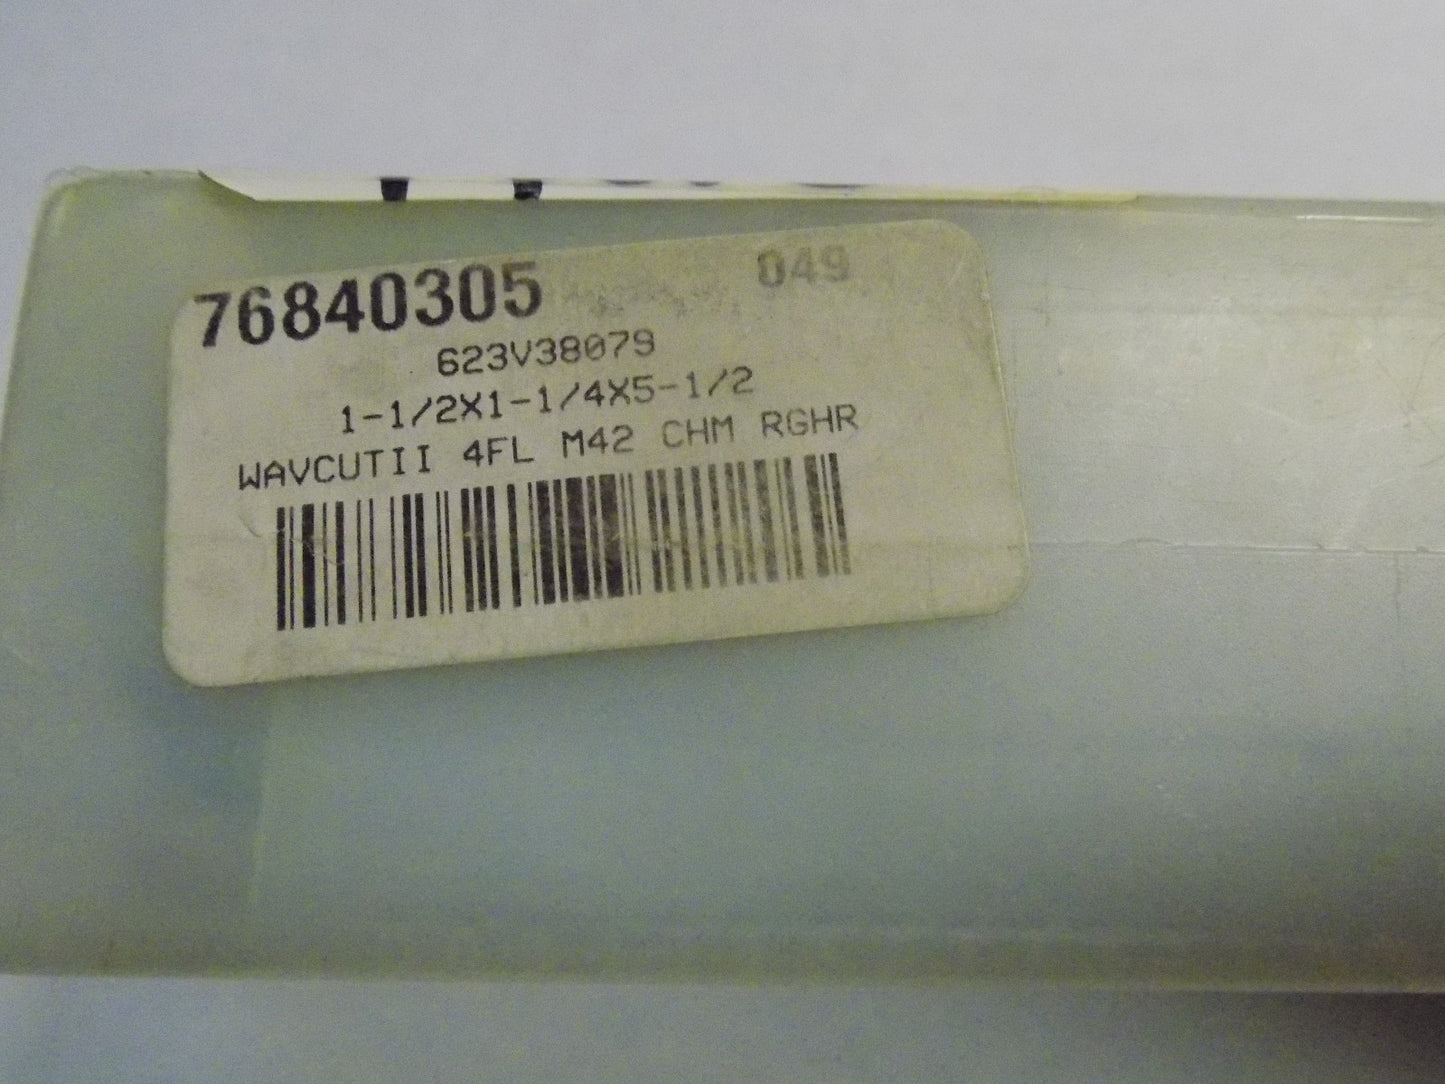 76840305 049
623V38079
1-1/2X1-1/4X5-1/2
WAVCUTII 4FL M42 CHM RGHR